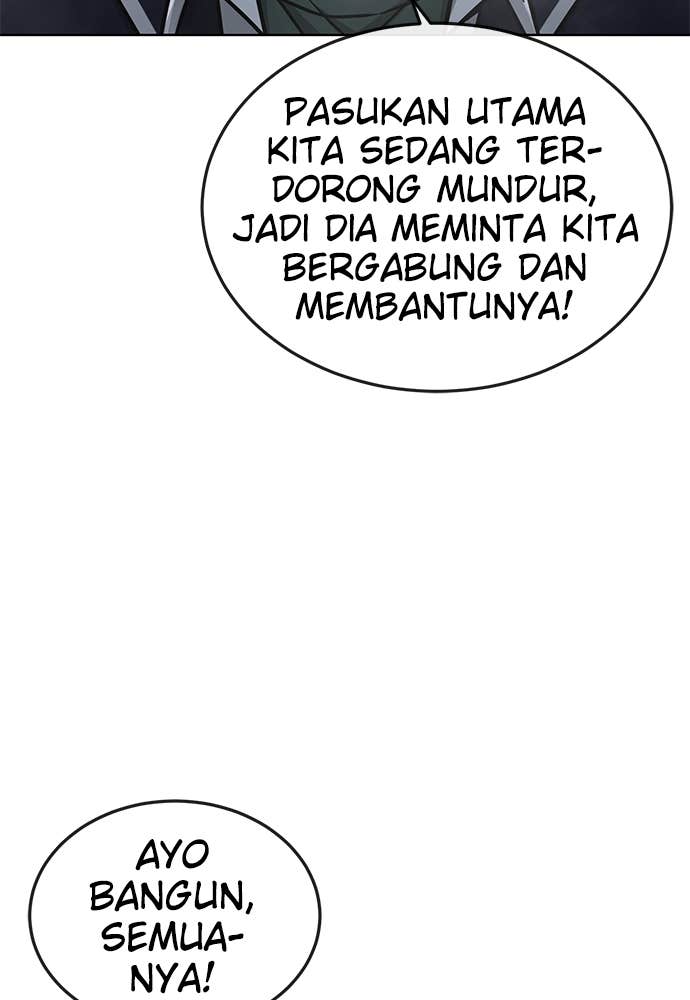 PASUKAN UTAMA
KITA SEDANG TER-
DORONG MUNDUR,
JADI DIA MEMINTA KITA
BERGABUNG DAN
MEMBANTUNYA!
AYO
BANGUN,
SEMUA-
NYA!